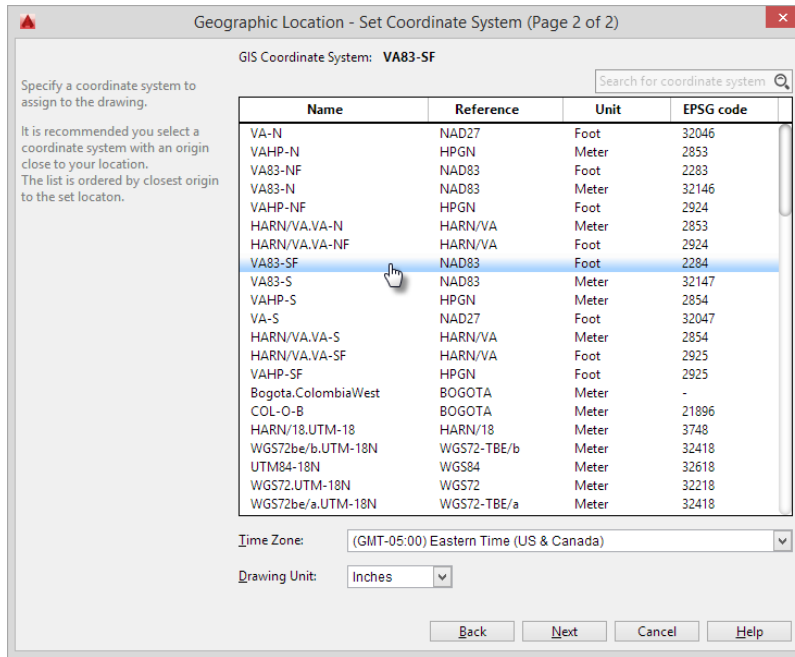 Geographic Location - Set Coordinate System (Page 2 of 2)
GIS Coordinate System: VA83-SF
Specify a coordinate system to
assign to the drawing.
It is recommended you select a
coordinate system with an origin
close to your location.
The list is ordered by closest origin
to the set locaton.
Search for coordinate system
Name Reference Unit EPSG code
VA-N NAD27 Foot 32046
VAHP-N HPGN Meter 2853
VA83-NF NAD83 Foot 2283
VA83-N NAD83 Meter 32146
VAHP-NF HPGN Foot 2924
HARN/VA.VA-N HARN/VA Meter 2853
HARN/VA.VA-NF HARN/VA Foot 2924
VA83-SF NAD83 Foot 2284
VA83-S NAD83 Meter 32147
VAHP-S HPGN Meter 2854
VA-S NAD27 Foot 32047
HARN/VA.VA-S HARN/VA Meter 2854
HARN/VA.VA-SF HARN/VA Foot 2925
VAHP-SF HPGN Foot 2925
Bogota.ColombiaWest BOGOTA Meter -
COL-O-B BOGOTA Meter 21896
HARN/18.UTM-18 HARN/18 Meter 3748
WGS72be/b.UTM-18N WGS72-TBE/b Meter 32418
UTM84-18N WGS84 Meter 32618
WGS72.UTM-18N WGS72 Meter 32218
WGS72be/a.UTM-18N WGS72-TBE/a Meter 32418
Time Zone: (GMT-05:00) Eastern Time (US & Canada)
Drawing Unit: Inches
Back Next Cancel Help